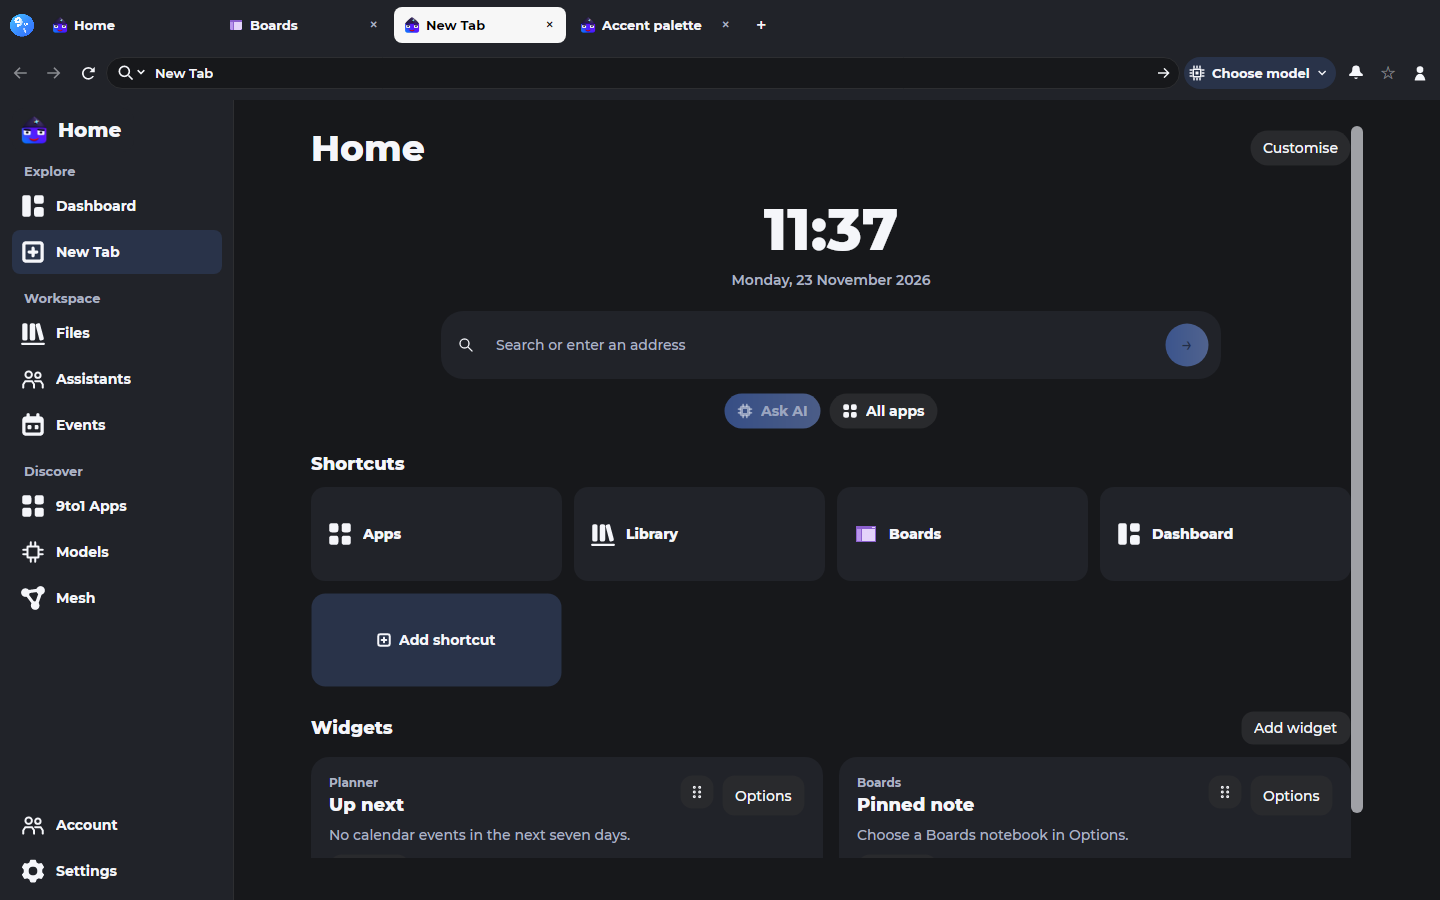 Home
Boards
New Tab
Accent palette
New Tab
Choose model
Home
Explore
Dashboard
New Tab
Workspace
Files
Assistants
Events
Discover
9to1 Apps
Models
Mesh
Account
Settings
Home
Customise
11:37
Monday, 23 November 2026
Search or enter an address
Ask AI
All apps
Shortcuts
Apps
Library
Boards
Dashboard
Add shortcut
Widgets
Add widget
Planner
Up next
Options
No calendar events in the next seven days.
Boards
Pinned note
Options
Choose a Boards notebook in Options.